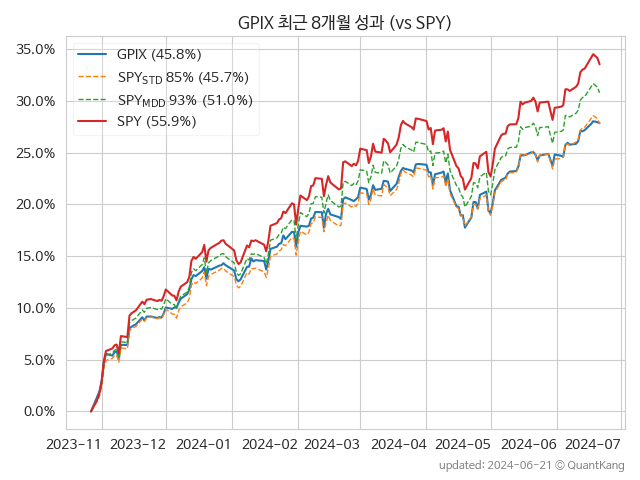 GPIX 최근 8개월 성과 (vs SPY)
GPIX (45.8%)
SPY_STD 85% (45.7%)
SPY_MDD 93% (51.0%)
SPY (55.9%)
35.0%
30.0%
25.0%
20.0%
15.0%
10.0%
5.0%
0.0%
2023-11 2023-12 2024-01 2024-02 2024-03 2024-04 2024-05 2024-06 2024-07
updated: 2024-06-21 @ QuantKang